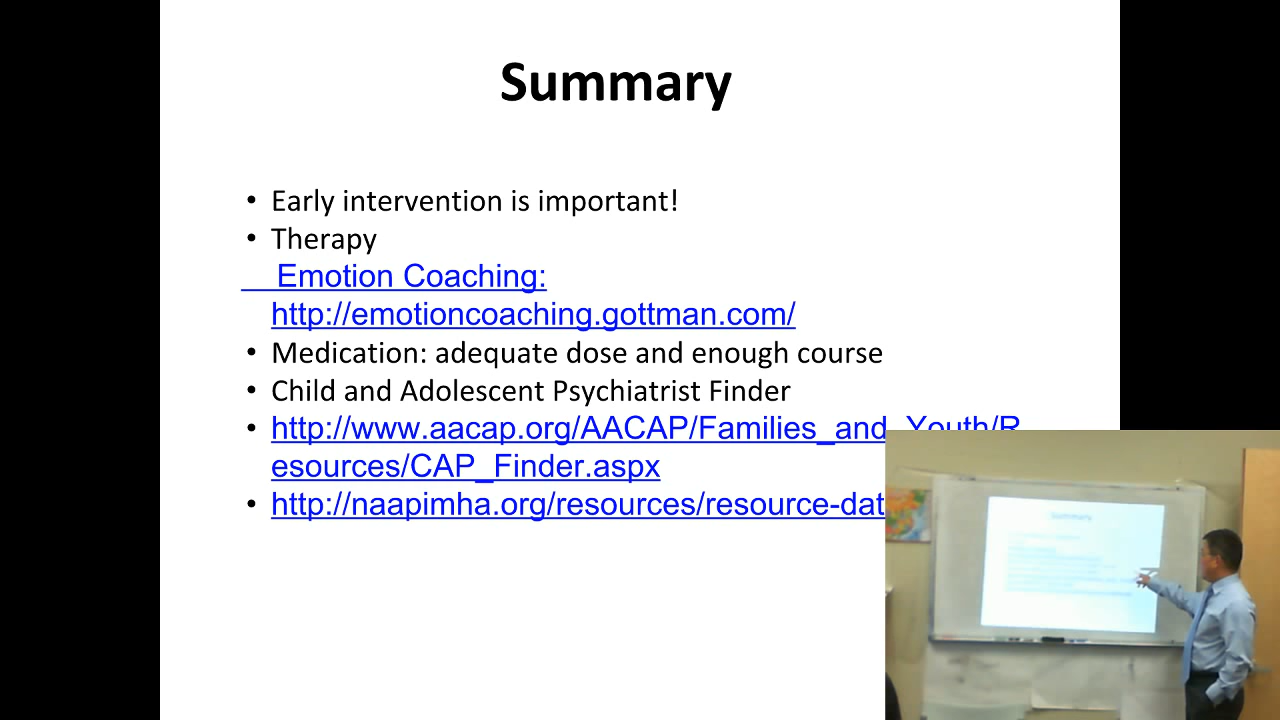 Summary
• Early intervention is important!
• Therapy
Emotion Coaching:
http://emotioncoaching.gottman.com/
• Medication: adequate dose and enough course
• Child and Adolescent Psychiatrist Finder
• http://www.aacap.org/AACAP/Families_and_Youth/R
esources/CAP_Finder.aspx
• http://naapimha.org/resources/resource-dat
Summary